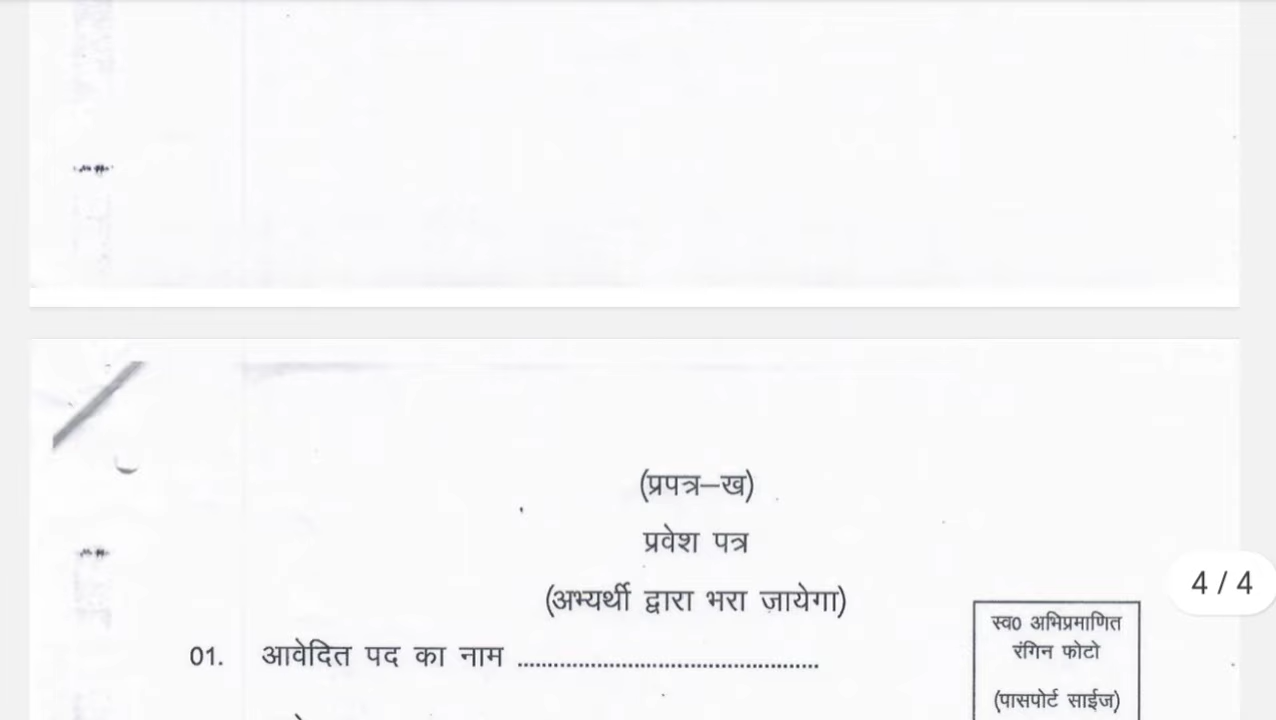 (प्रपत्र–ख)
प्रवेश पत्र
(अभ्यर्थी द्वारा भरा जायेगा)
4 / 4
स्व0 अभिप्रमाणित
रंगिन फोटो
(पासपोर्ट साईज)
01. आवेदित पद का नाम ..................................................